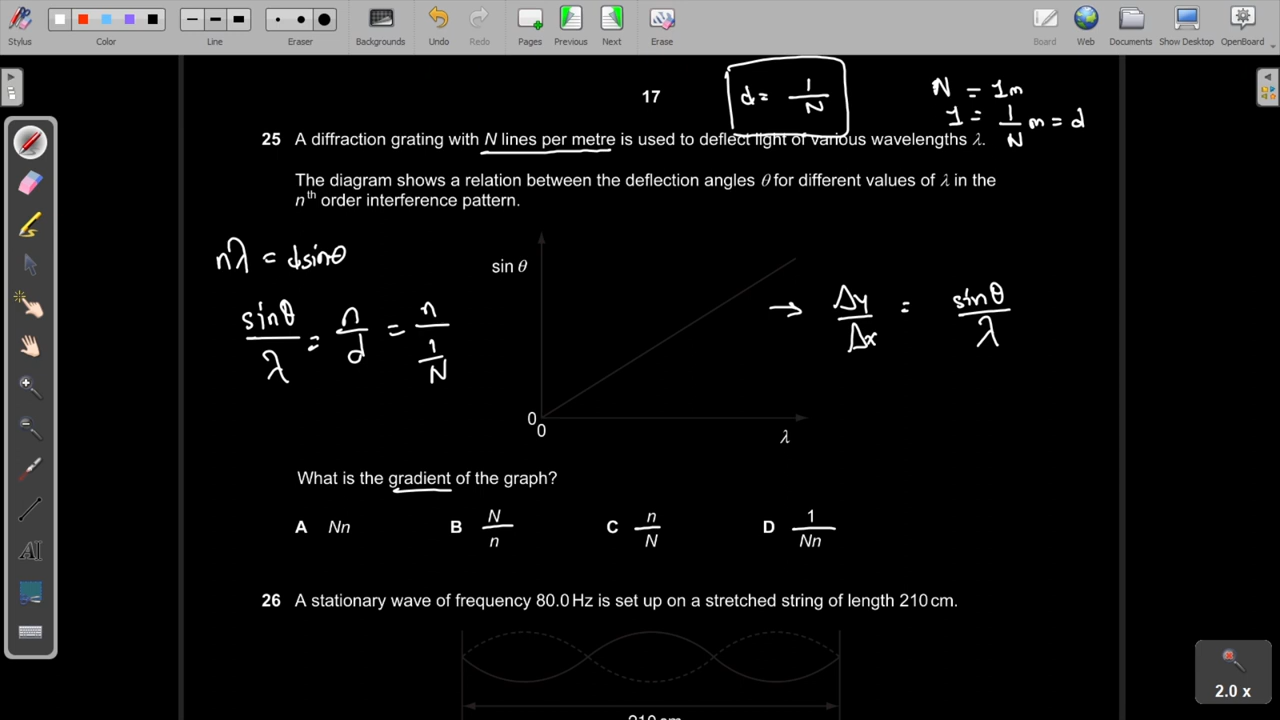 Stylus
Color
Line
Eraser
Backgrounds
Undo
Redo
Pages
Previous
Next
Erase
Board
Web
Documents
Show Desktop
OpenBoard
17
d = 1/N
N = 1m
1 = 1/N m = d
25 A diffraction grating with N lines per metre is used to deflect light of various wavelengths λ.
The diagram shows a relation between the deflection angles θ for different values of λ in the
nth order interference pattern.
nλ = dsinθ
sinθ/λ = n/d = n/(1/N)
sin θ
→ Δy/Δx = sinθ/λ
0
0
λ
What is the gradient of the graph?
A Nn B N/n C n/N D 1/Nn
26 A stationary wave of frequency 80.0 Hz is set up on a stretched string of length 210 cm.
210 cm
AI
2.0 x